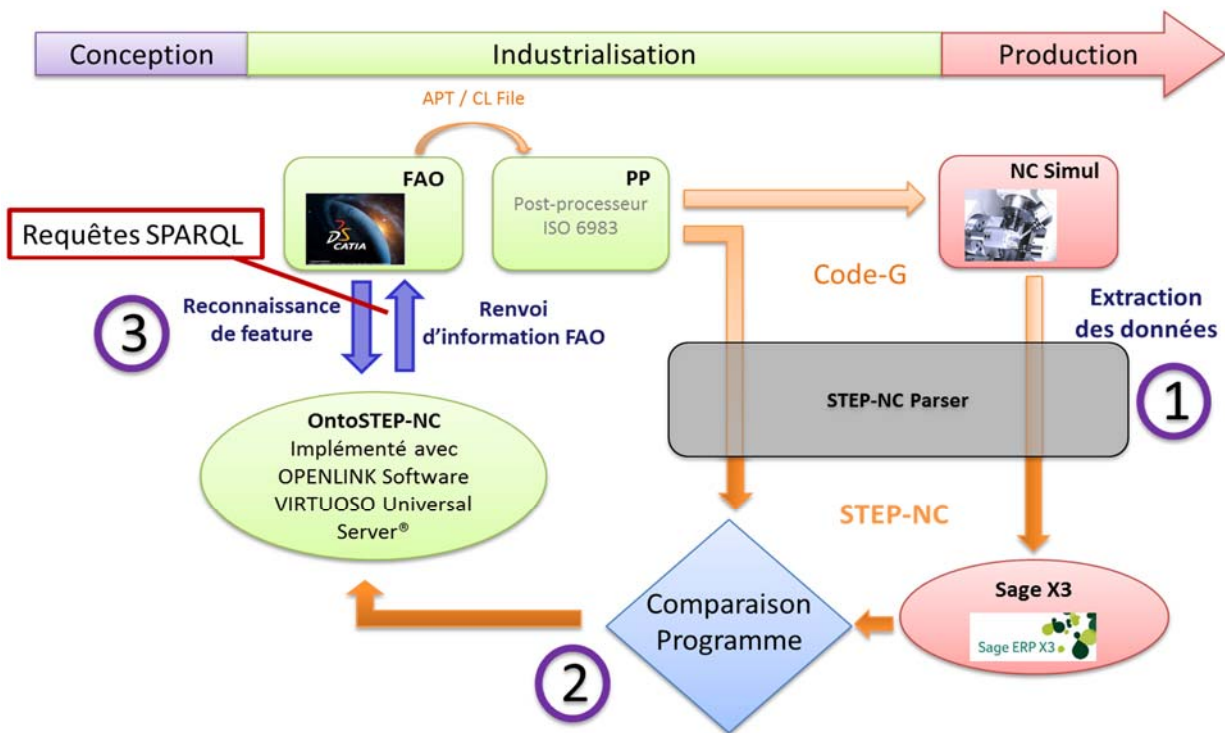 Conception
Industrialisation
Production
APT / CL File
FAO
DS
CATIA
PP
Post-processeur
ISO 6983
NC Simul
Requêtes SPARQL
Code-G
3
Reconnaissance
de feature
Renvoi
d’information FAO
Extraction
des données
1
STEP-NC Parser
OntoSTEP-NC
Implémenté avec
OPENLINK Software
VIRTUOSO Universal
Server®
STEP-NC
Comparaison
Programme
Sage X3
Sage ERP X3
2